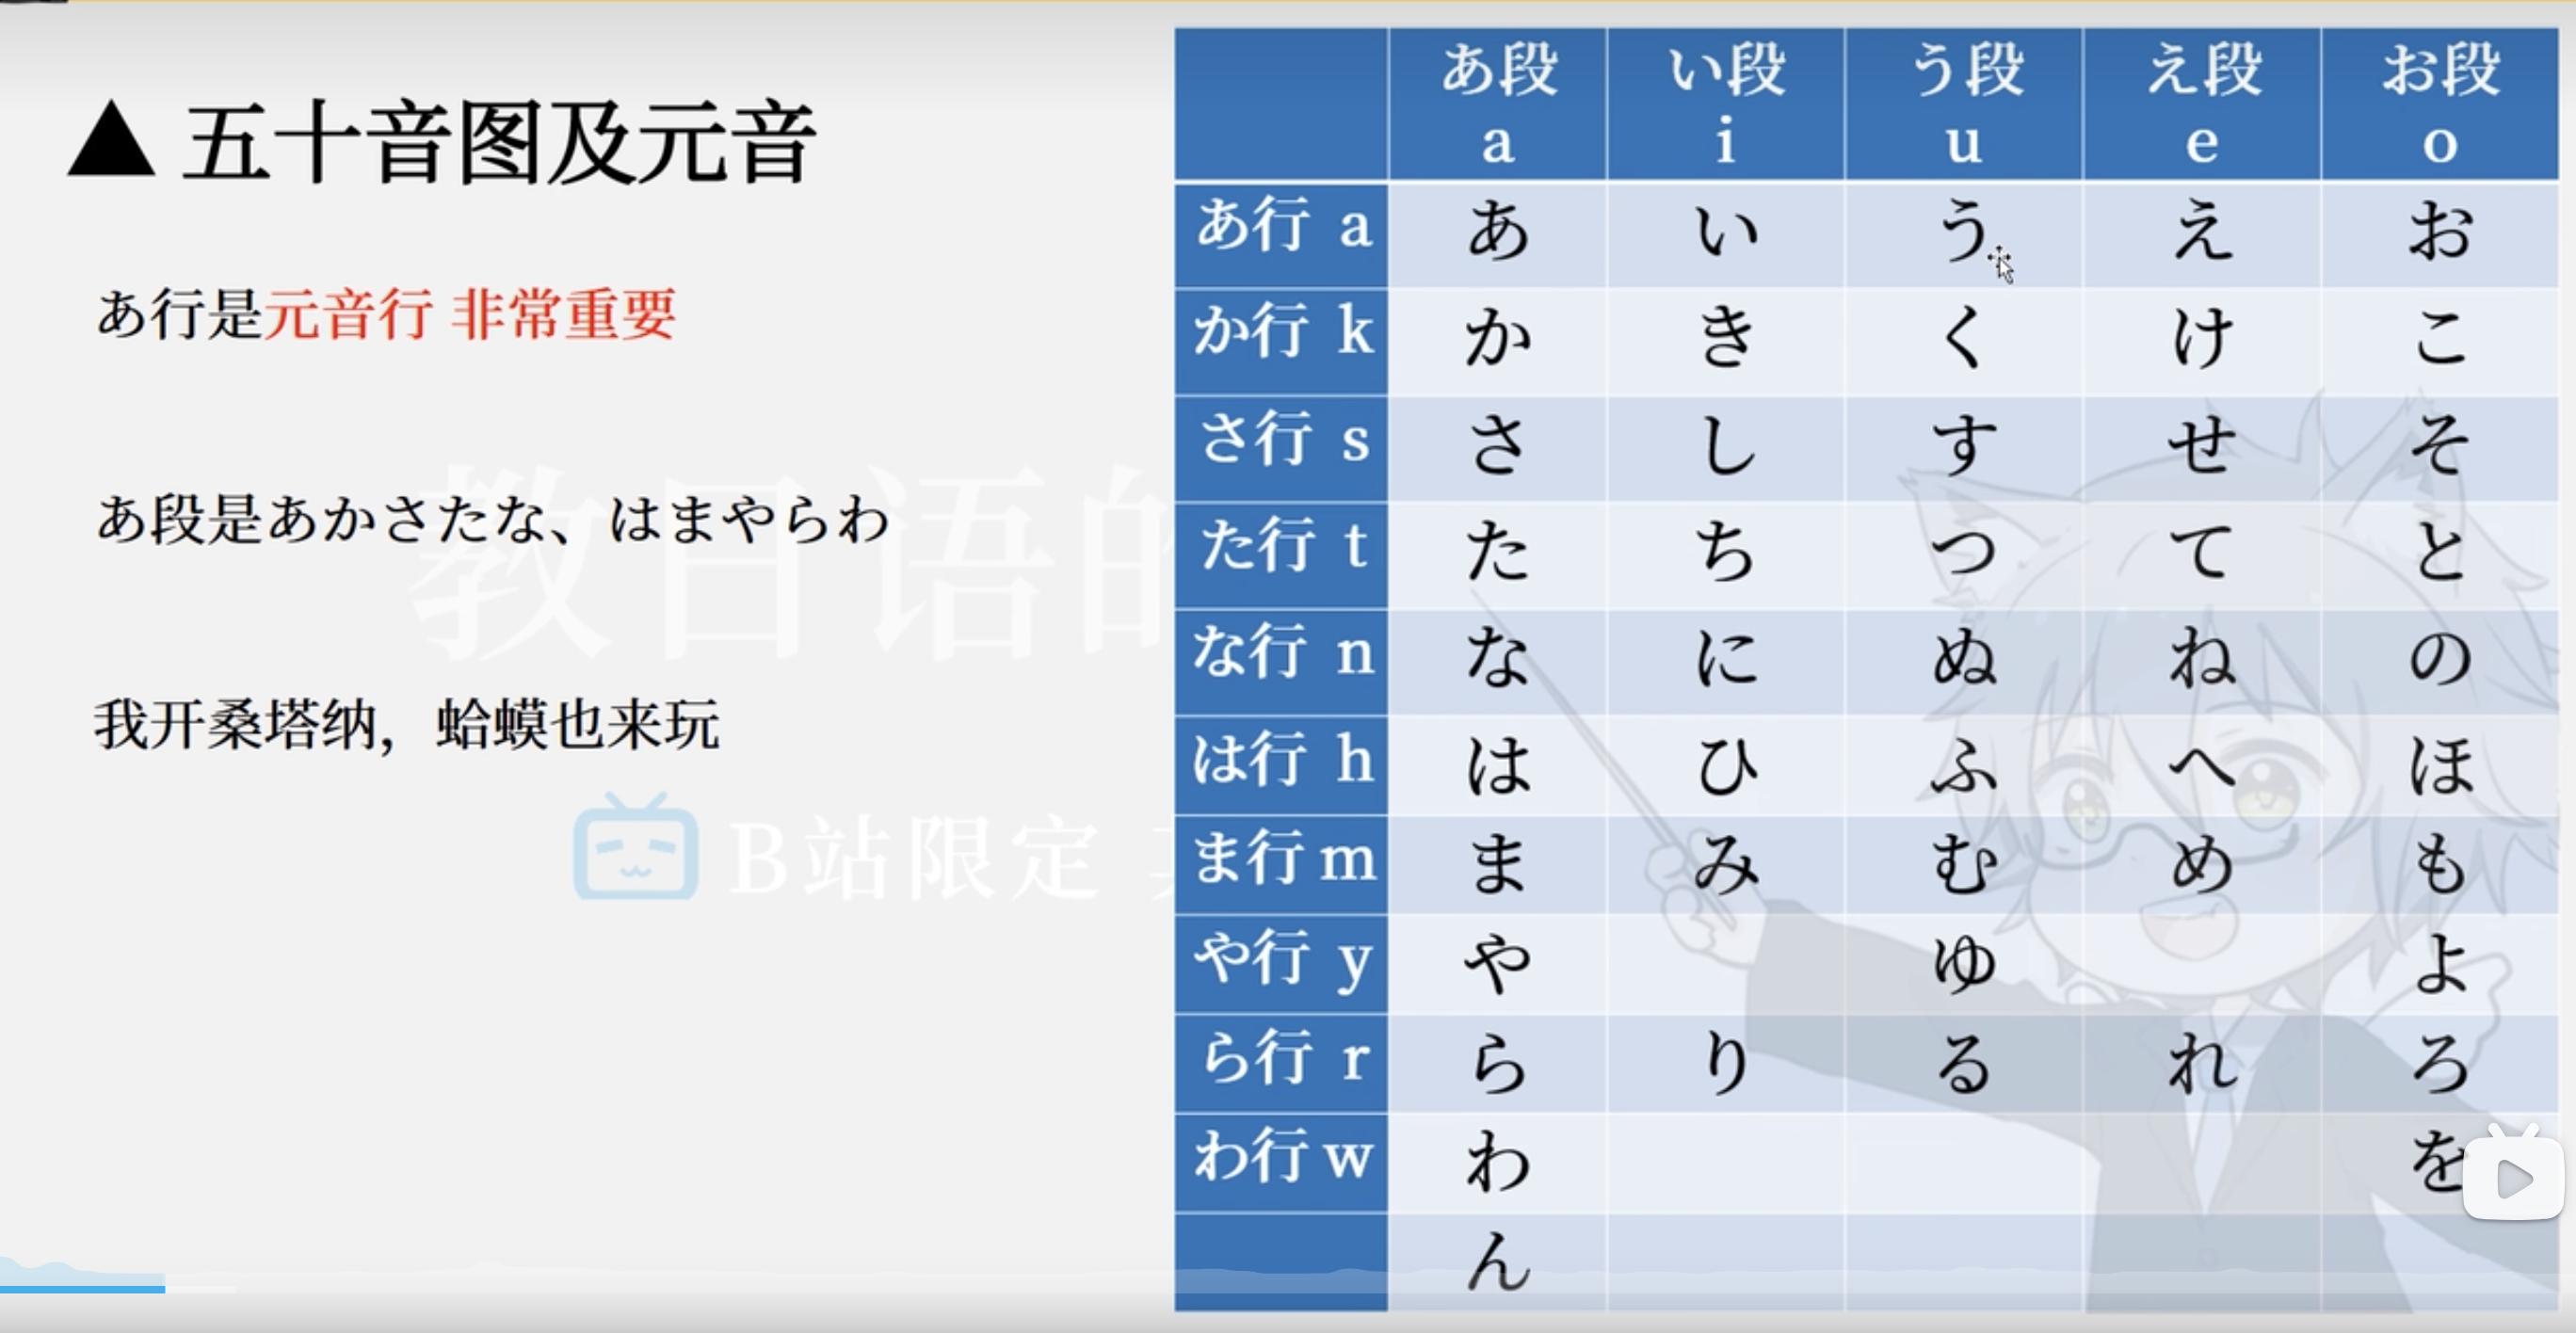 ▲ 五十音图及元音
あ行是元音行 非常重要
あ段是あかさたな、はまやらわ
我开桑塔纳，蛤蟆也来玩
教日语的
B站限定
あ段 い段 う段 え段 お段
a i u e o
あ行 a あ い う え お
か行 k か き く け こ
さ行 s さ し す せ そ
た行 t た ち つ て と
な行 n な に ぬ ね の
は行 h は ひ ふ へ ほ
ま行 m ま み む め も
や行 y や ゆ よ
ら行 r ら り る れ ろ
わ行 w わ を
ん